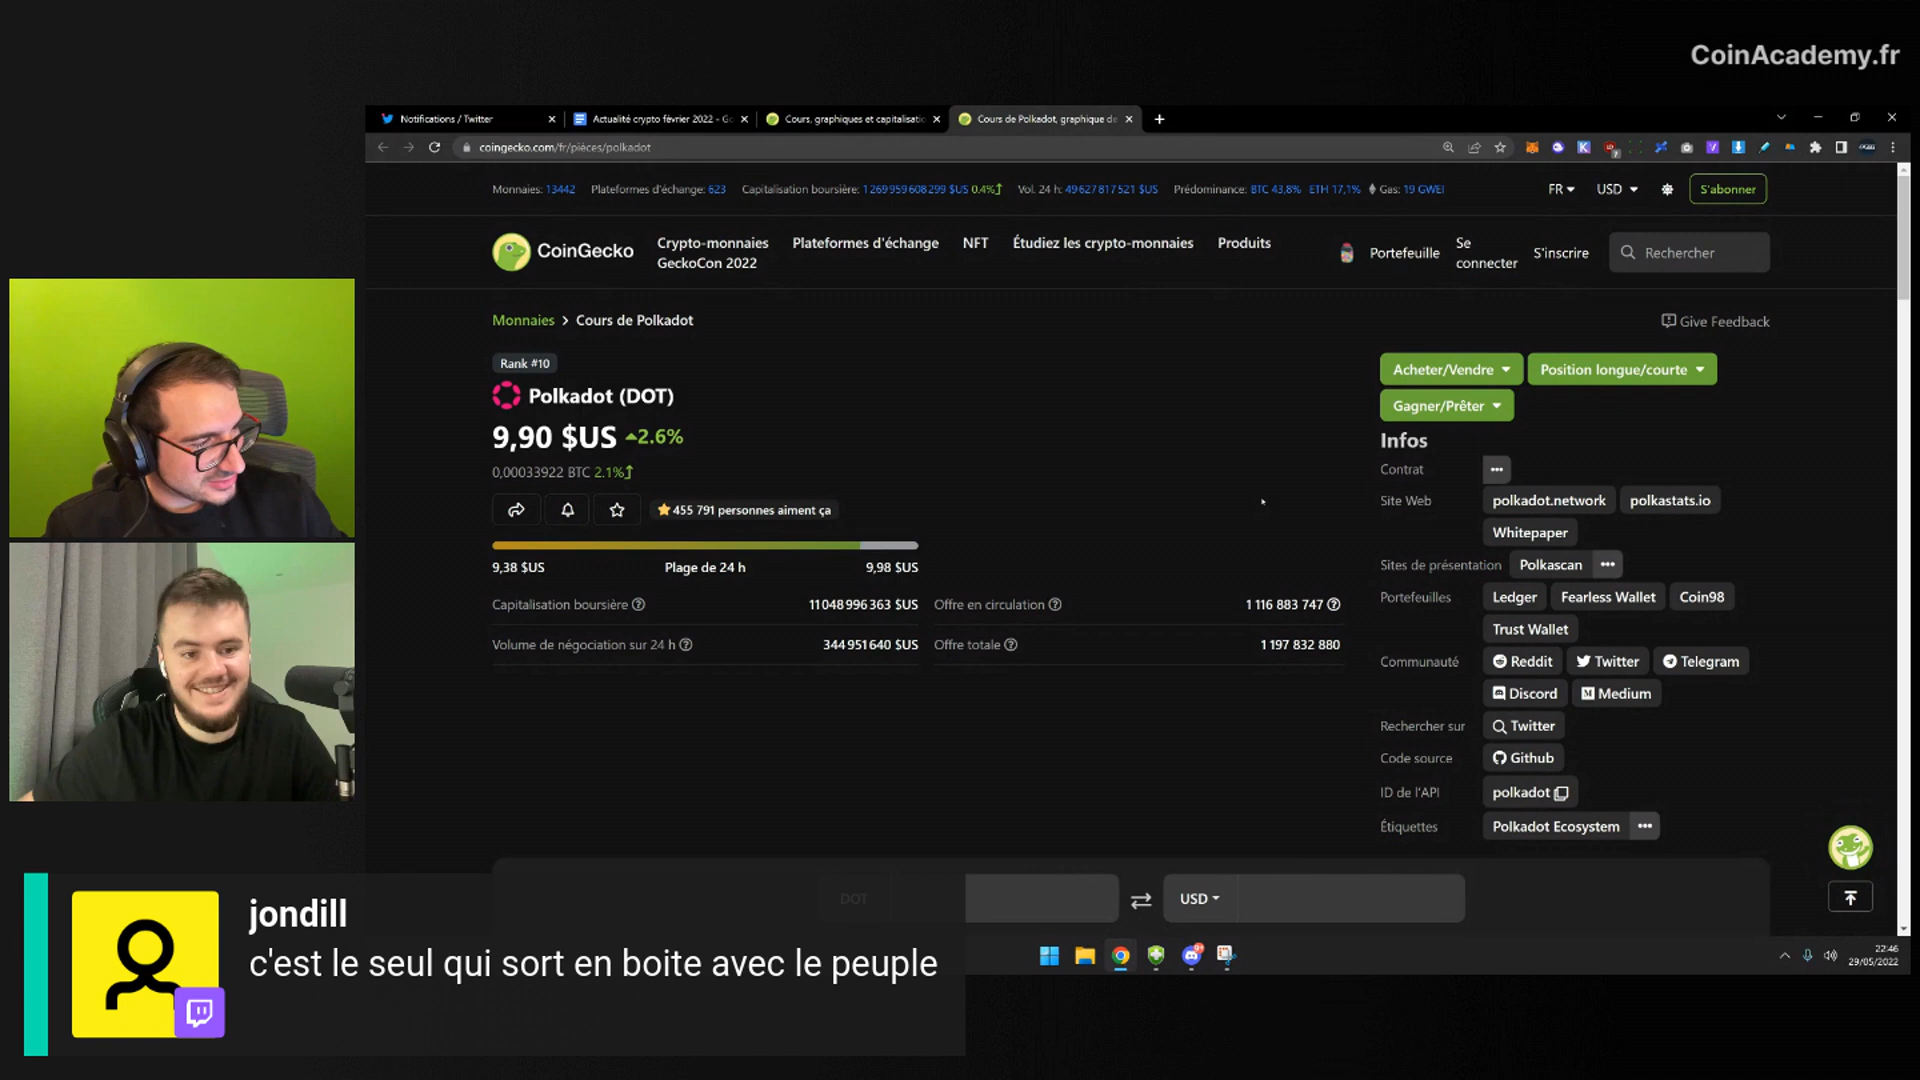 CoinAcademy.fr
Notifications / Twitter
Actualité crypto février 2022 - Go
Cours, graphiques et capitalisatio
Cours de Polkadot, graphique de
coingecko.com/fr/pièces/polkadot
Monnaies: 13442 Plateformes d'échange: 623 Capitalisation boursière: 1 269 959 608 299 $US 0.4% Vol. 24 h: 49 627 817 521 $US Prédominance: BTC 43,8% ETH 17,1% Gas: 19 GWEI
FR USD S'abonner
CoinGecko
Crypto-monnaies Plateformes d'échange NFT Étudiez les crypto-monnaies Produits
GeckoCon 2022
Portefeuille Se connecter S'inscrire Rechercher
Monnaies > Cours de Polkadot
Give Feedback
Rank #10
Polkadot (DOT)
9,90 $US 2.6%
0,00033922 BTC 2.1%
455 791 personnes aiment ça
9,38 $US Plage de 24 h 9,98 $US
Capitalisation boursière 11 048 996 363 $US
Offre en circulation 1 116 883 747
Volume de négociation sur 24 h 344 951 640 $US
Offre totale 1 197 832 880
Acheter/Vendre Position longue/courte
Gagner/Prêter
Infos
Contrat
Site Web polkadot.network polkastats.io
Whitepaper
Sites de présentation Polkascan
Portefeuilles Ledger Fearless Wallet Coin98
Trust Wallet
Communauté Reddit Twitter Telegram
Discord Medium
Rechercher sur Twitter
Code source Github
ID de l'API polkadot
Étiquettes Polkadot Ecosystem
DOT USD
22:46
29/05/2022
jondill
c'est le seul qui sort en boite avec le peuple